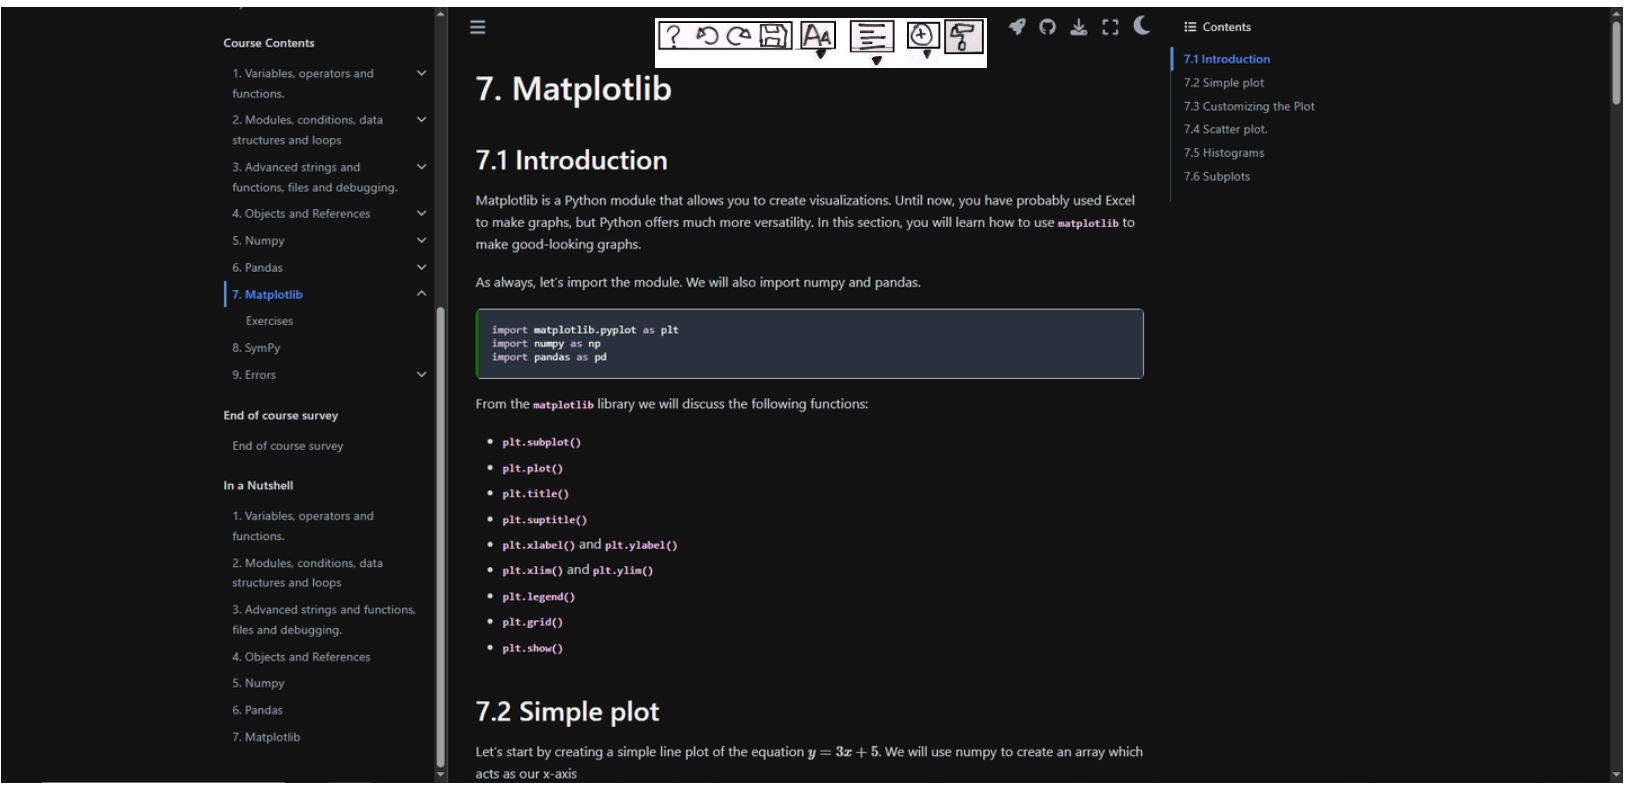 Course Contents
1. Variables, operators and
functions.
2. Modules, conditions, data
structures and loops
3. Advanced strings and
functions, files and debugging.
4. Objects and References
5. Numpy
6. Pandas
7. Matplotlib
Exercises
8. SymPy
9. Errors
End of course survey
End of course survey
In a Nutshell
1. Variables, operators and
functions.
2. Modules, conditions, data
structures and loops
3. Advanced strings and functions,
files and debugging.
4. Objects and References
5. Numpy
6. Pandas
7. Matplotlib
? AA
7. Matplotlib
7.1 Introduction
Matplotlib is a Python module that allows you to create visualizations. Until now, you have probably used Excel
to make graphs, but Python offers much more versatility. In this section, you will learn how to use matplotlib to
make good-looking graphs.
As always, let's import the module. We will also import numpy and pandas.
import matplotlib.pyplot as plt
import numpy as np
import pandas as pd
From the matplotlib library we will discuss the following functions:
• plt.subplot()
• plt.plot()
• plt.title()
• plt.suptitle()
• plt.xlabel() and plt.ylabel()
• plt.xlim() and plt.ylim()
• plt.legend()
• plt.grid()
• plt.show()
7.2 Simple plot
Let's start by creating a simple line plot of the equation y = 3x + 5. We will use numpy to create an array which
acts as our x-axis
Contents
7.1 Introduction
7.2 Simple plot
7.3 Customizing the Plot
7.4 Scatter plot.
7.5 Histograms
7.6 Subplots